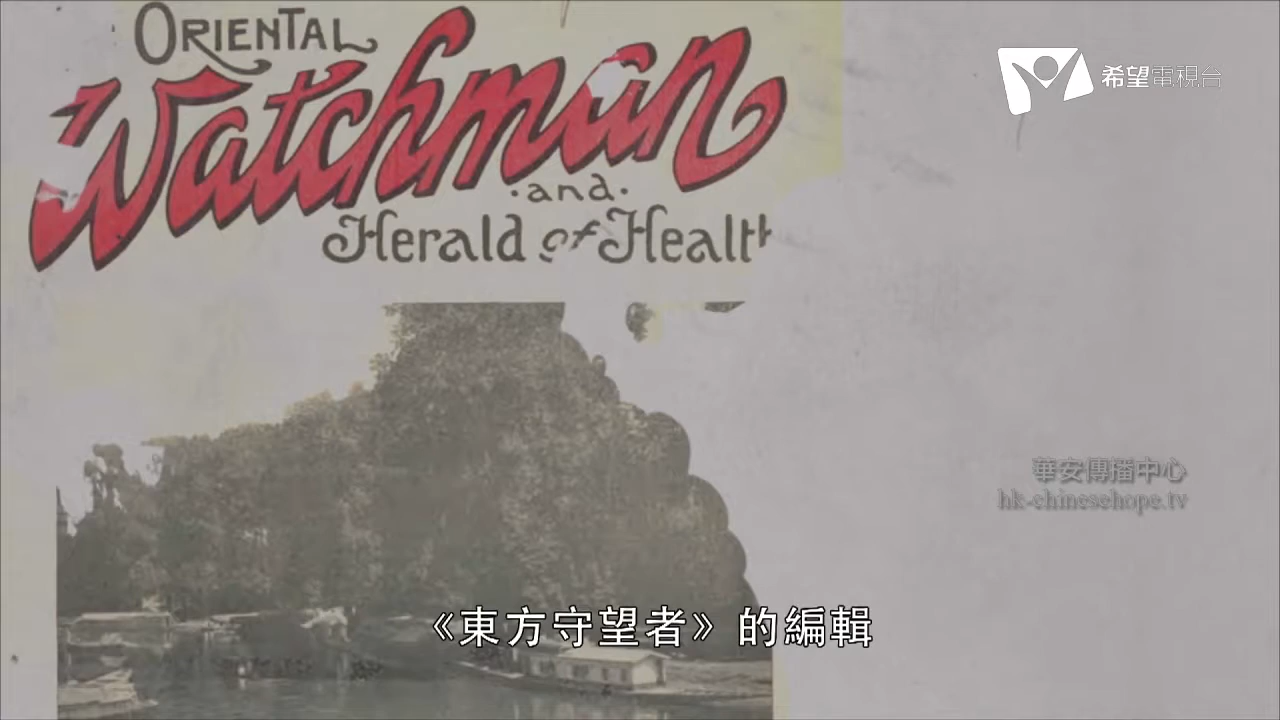 ORIENTAL
Watchman
·and·
Herald of Health
希望電視台
華安傳播中心
hk-chinesehope.tv
《東方守望者》的編輯